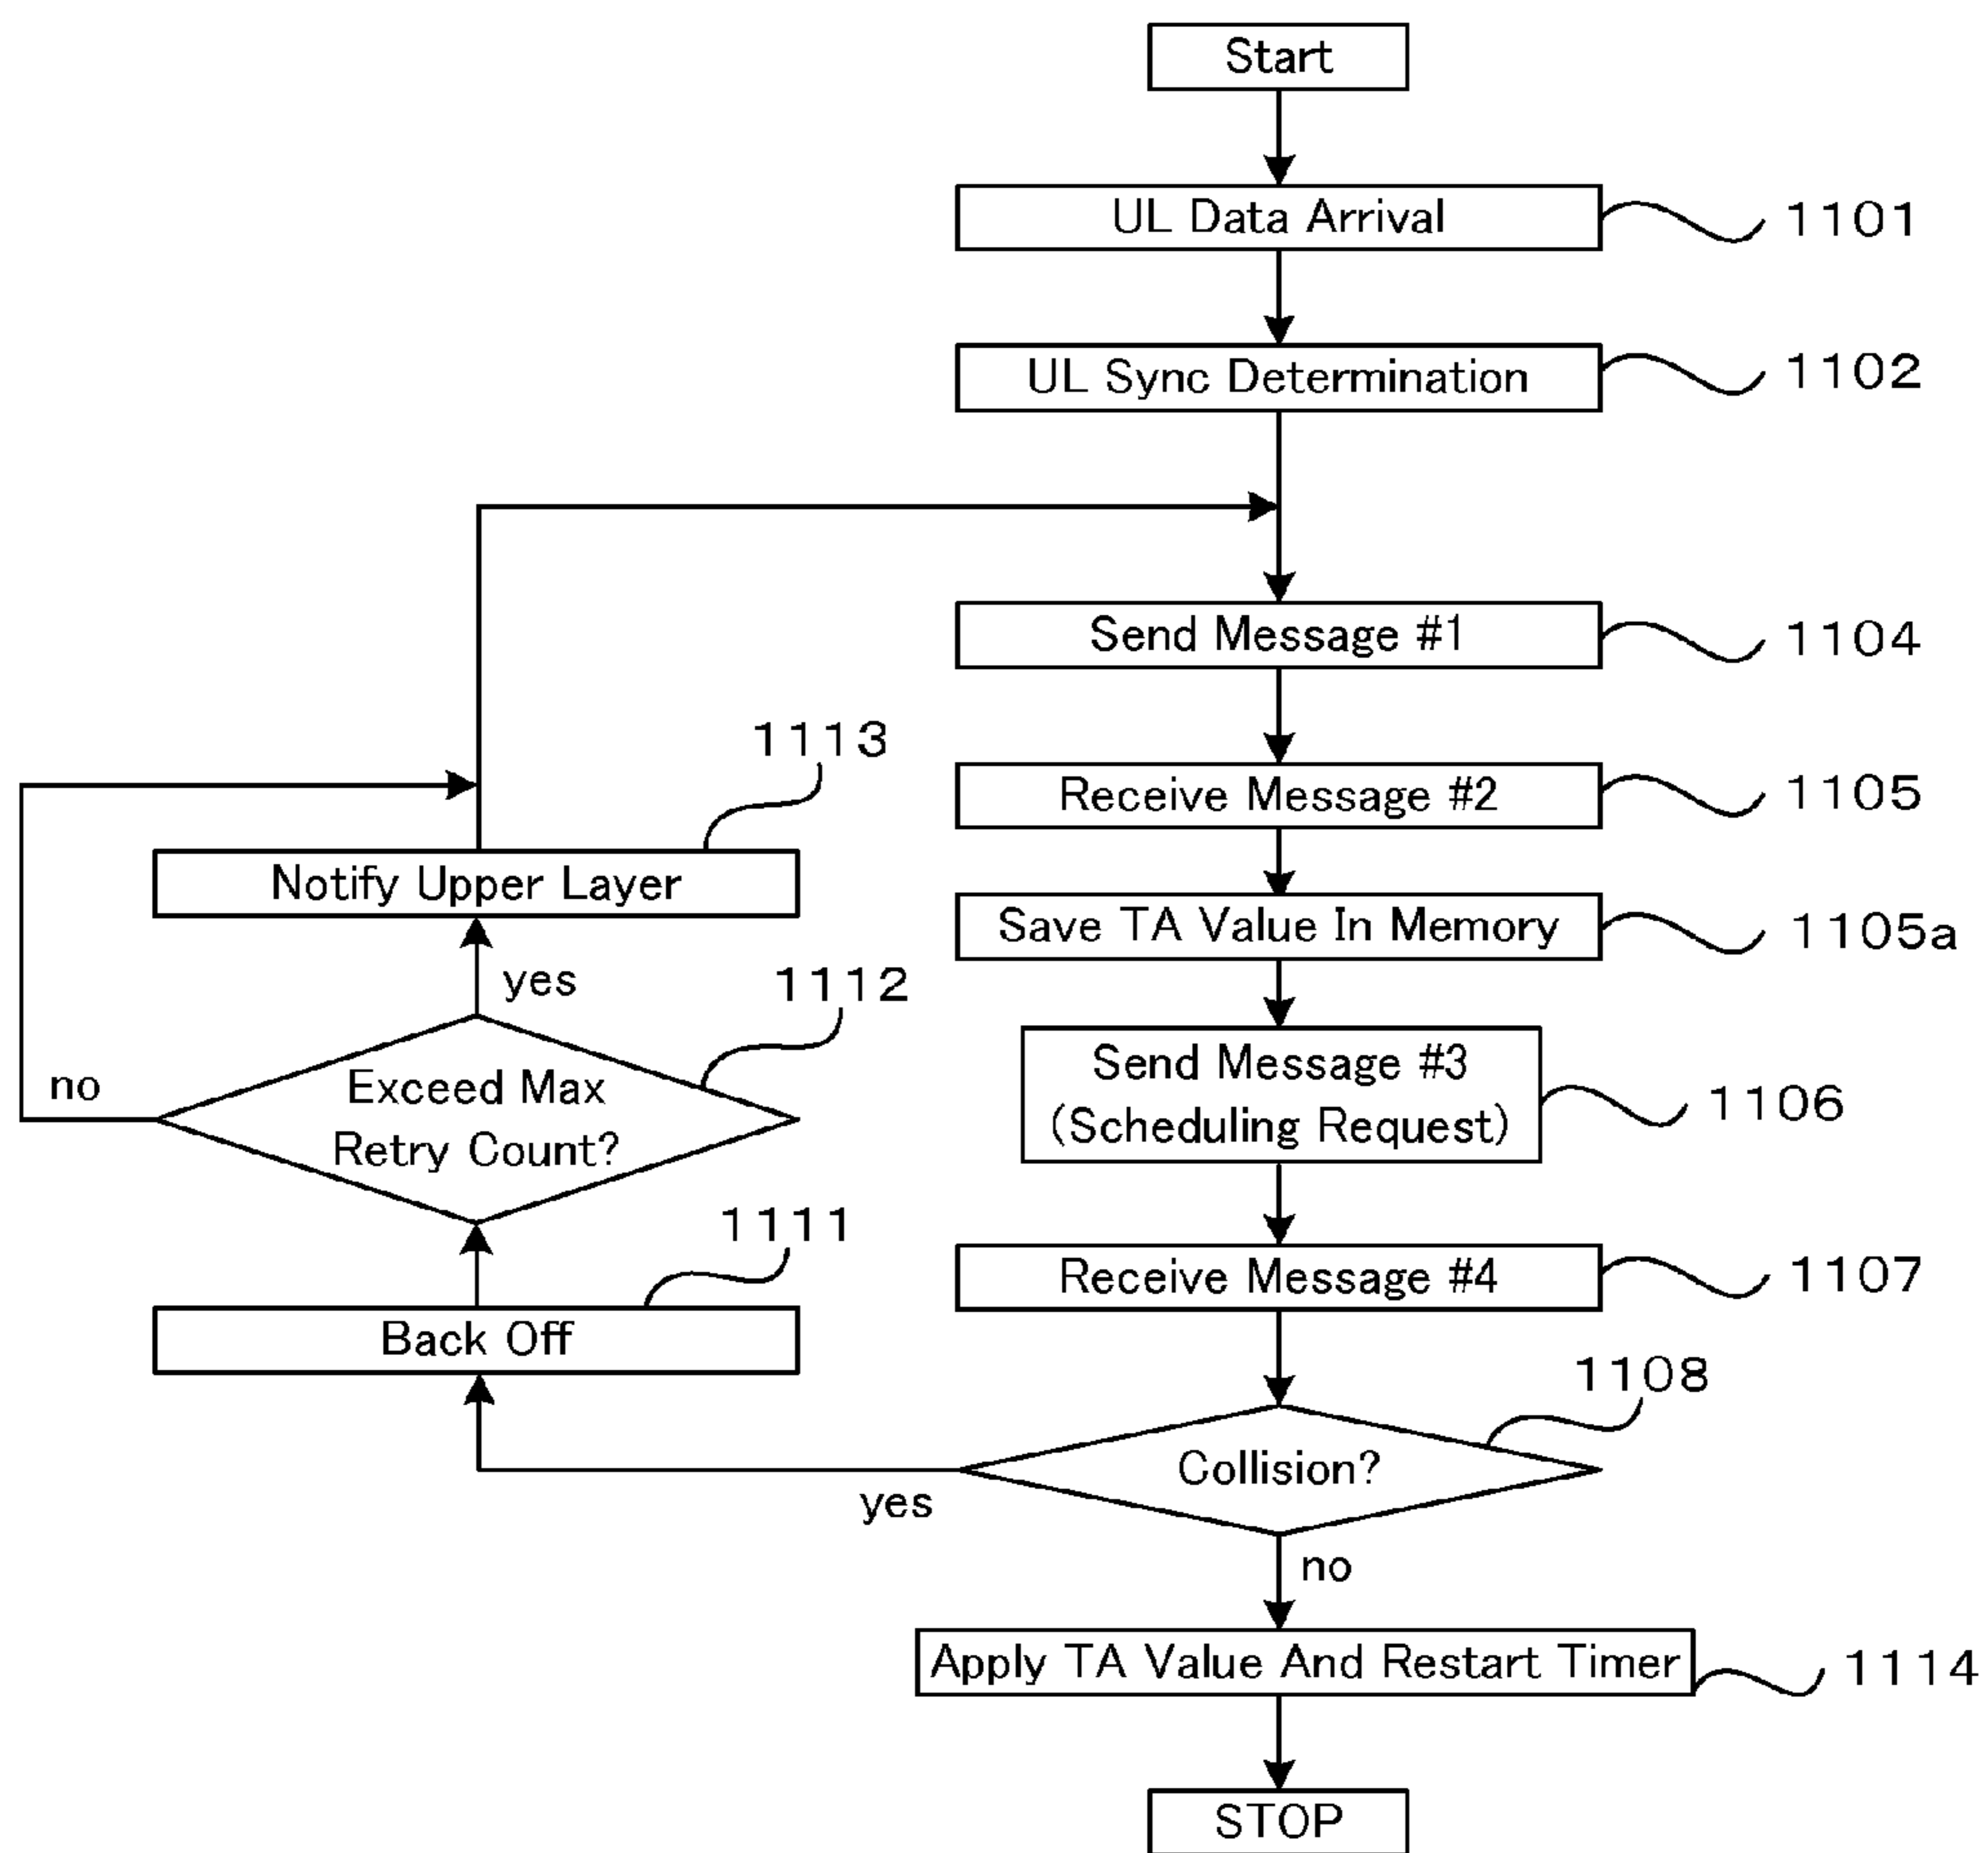 Start
UL Data Arrival
1101
UL Sync Determination
1102
Send Message #1
1104
1113
Receive Message #2
1105
Notify Upper Layer
Save TA Value In Memory
1105a
yes
1112
no
Exceed Max
Retry Count?
Send Message #3
(Scheduling Request)
1106
1111
Receive Message #4
1107
Back Off
1108
Collision?
yes
no
Apply TA Value And Restart Timer
1114
STOP